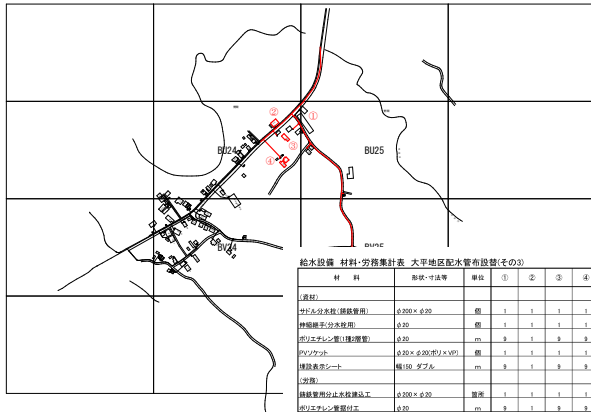 ②
①
BU24
③
BU25
④
BV24
給水設備 材料・労務集計表 大平地区配水管布設替(その3)
材 料 形状・寸法等 単位 ① ② ③ ④
(資材)
サドル分水栓(鋳鉄管用) φ200×φ20 個 1 1 1 1
伸縮継手(分水栓用) φ20 個 1 1 1 1
ポリエチレン管(1種2層管) φ20 m 9 1 9 9
PVソケット φ20×φ20(ポリ×VP) 個 1 1 1 1
埋設表示シート 幅150 ダブル m 9 1 9 9
(労務)
鋳鉄管用分止水栓建込工 φ200×φ20 箇所 1 1 1 1
ポリエチレン管据付工 φ20 m 9 1 9 9